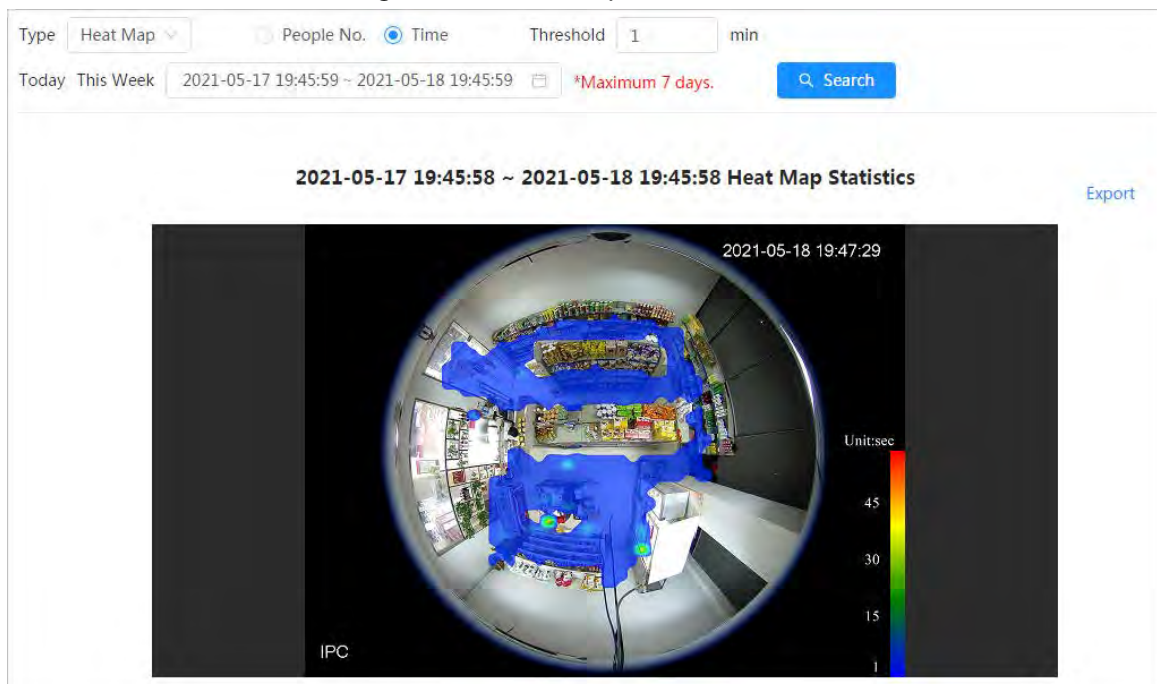 Type Heat Map People No. Time Threshold 1 min
Today This Week 2021-05-17 19:45:59 ~ 2021-05-18 19:45:59 *Maximum 7 days. Search
2021-05-17 19:45:58 ~ 2021-05-18 19:45:58 Heat Map Statistics
Export
2021-05-18 19:47:29
Unit:sec
45
30
15
IPC
1